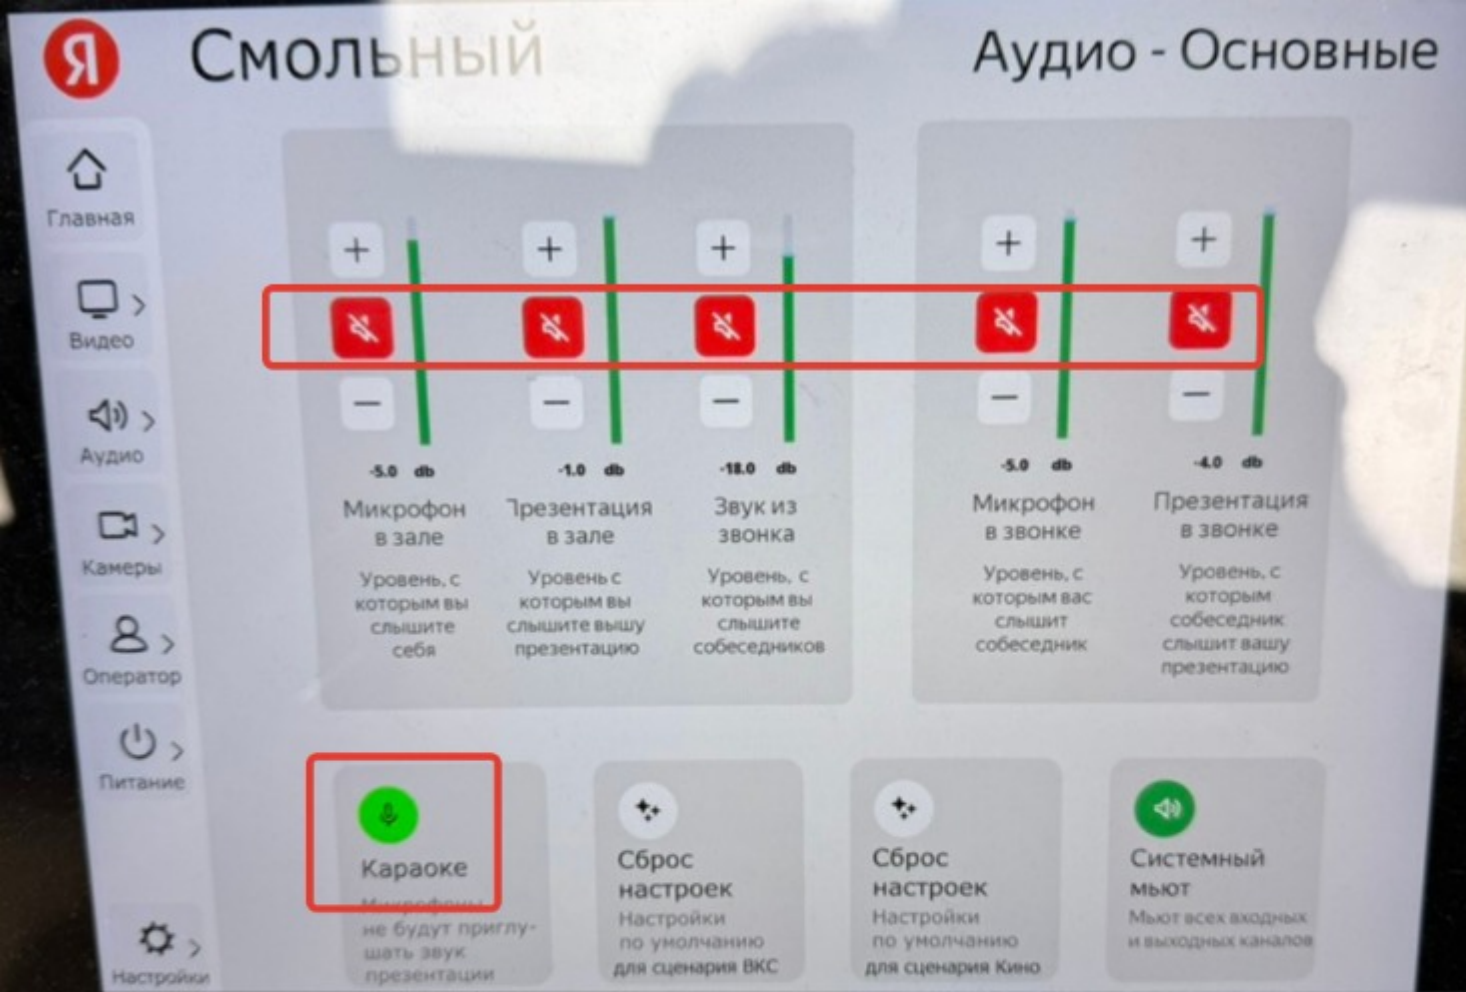 Я
Смольный
Аудио - Основные
Главная
Видео
Аудио
Камеры
Оператор
Питание
Настройки
-5.0 db
-1.0 db
-18.0 db
-5.0 db
-4.0 db
Микрофон
в зале
Уровень, с
которым вы
слышите
себя
Презентация
в зале
Уровень с
которым вы
слышите вышу
презентацию
Звук из
звонка
Уровень, с
которым вы
слышите
собеседников
Микрофон
в звонке
Уровень, с
которым вас
слышит
собеседник
Презентация
в звонке
Уровень, с
которым
собеседник
слышит вашу
презентацию
Караоке
Микрофоны
не будут приглу-
шать звук
презентации
Сброс
настроек
Настройки
по умолчанию
для сценария ВКС
Сброс
настроек
Настройки
по умолчанию
для сценария Кино
Системный
мьют
Мьют всех входных
и выходных каналов